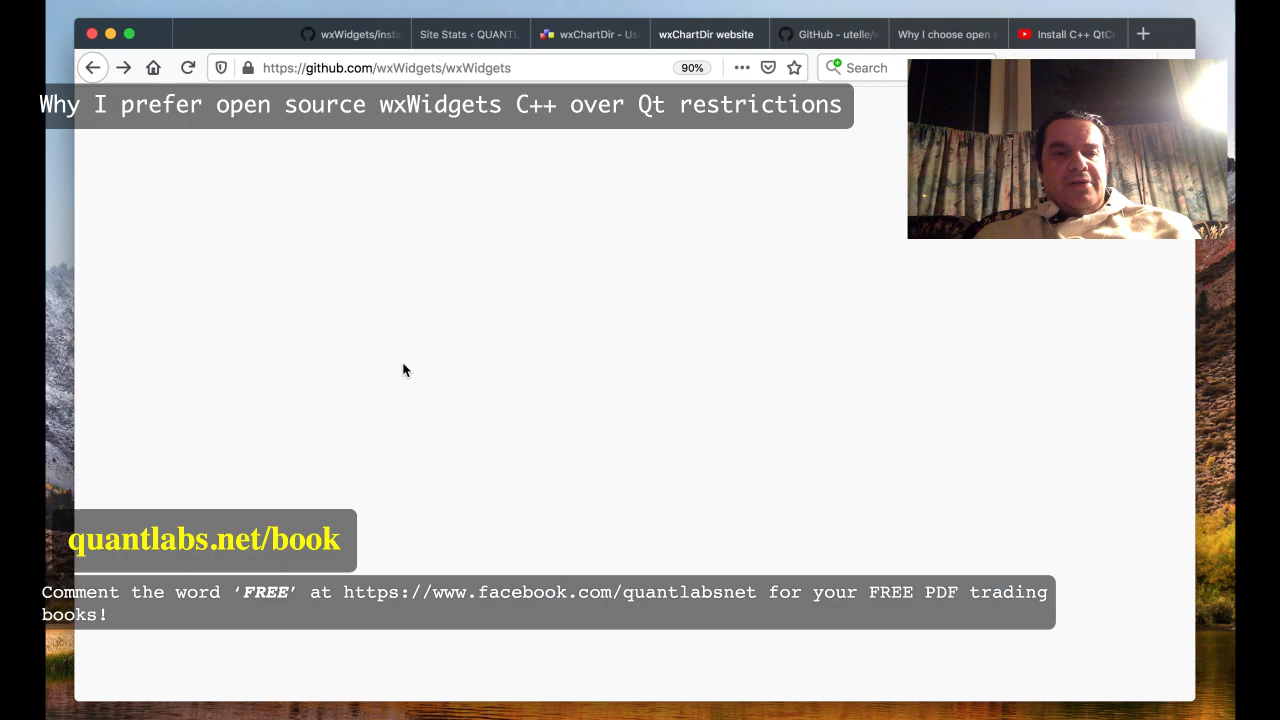 wxWidgets/insta
Site Stats ‹ QUANTL
wxChartDir - Us
wxChartDir website
GitHub - utelle/w
Why I choose open s
Install C++ QtCr
https://github.com/wxWidgets/wxWidgets
90%
Search
Why I prefer open source wxWidgets C++ over Qt restrictions
quantlabs.net/book
Comment the word ‘FREE’ at https://www.facebook.com/quantlabsnet for your FREE PDF trading
books!